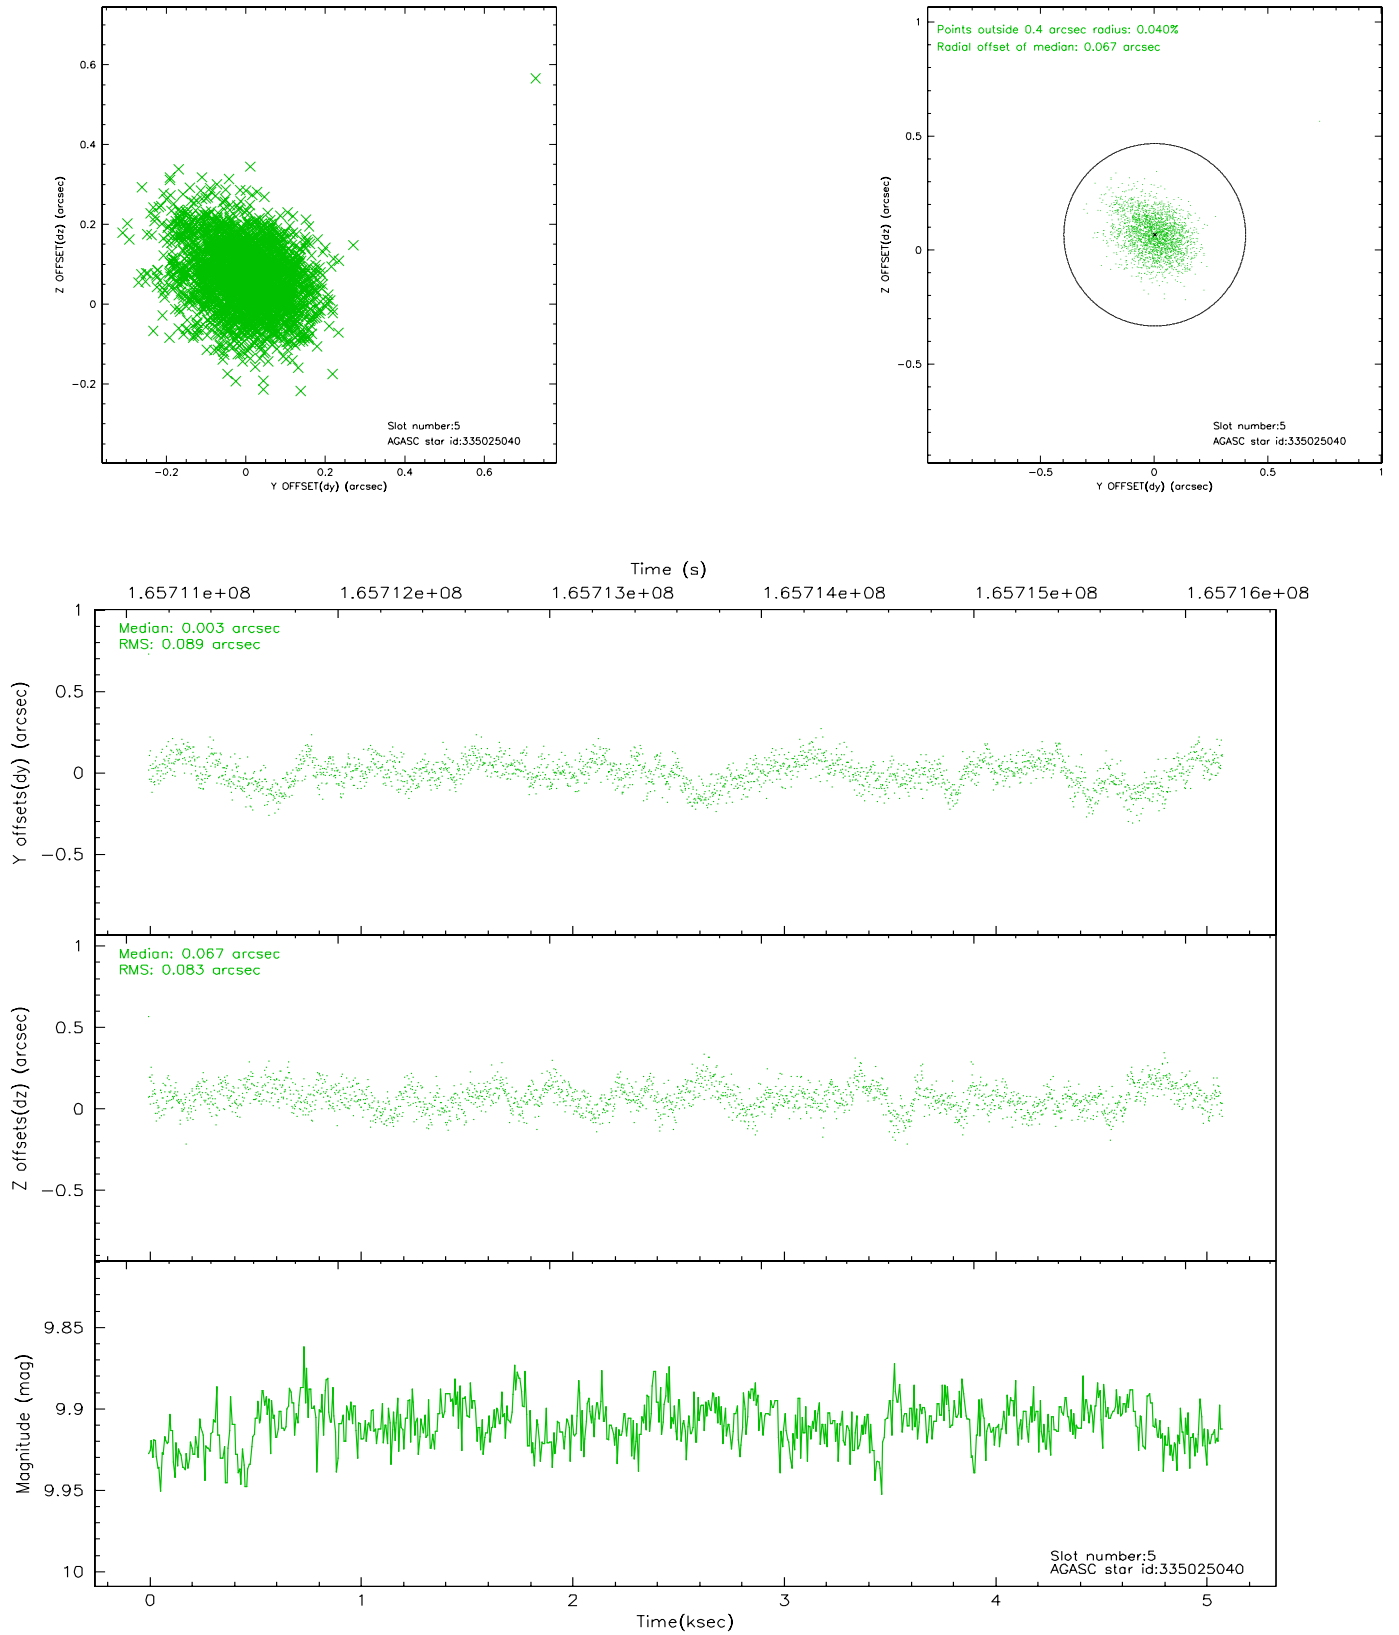 0.6
0.4
0.2
0
−0.2
Z OFFSET(dz) (arcsec)
Slot number:5
AGASC star id:335025040
−0.2 0 0.2 0.4 0.6
Y OFFSET(dy) (arcsec)
Points outside 0.4 arcsec radius: 0.040%
Radial offset of median: 0.067 arcsec
1
0.5
0
−0.5
Z OFFSET(dz) (arcsec)
Slot number:5
AGASC star id:335025040
−0.5 0 0.5 1
Y OFFSET(dy) (arcsec)
Time (s)
1.65711e+08 1.65712e+08 1.65713e+08 1.65714e+08 1.65715e+08 1.65716e+08
Median: 0.003 arcsec
RMS: 0.089 arcsec
1
0.5
0
−0.5
Y offsets(dy) (arcsec)
Median: 0.067 arcsec
RMS: 0.083 arcsec
1
0.5
0
−0.5
Z offsets(dz) (arcsec)
9.85
9.9
9.95
10
Magnitude (mag)
Slot number:5
AGASC star id:335025040
0 1 2 3 4 5
Time(ksec)